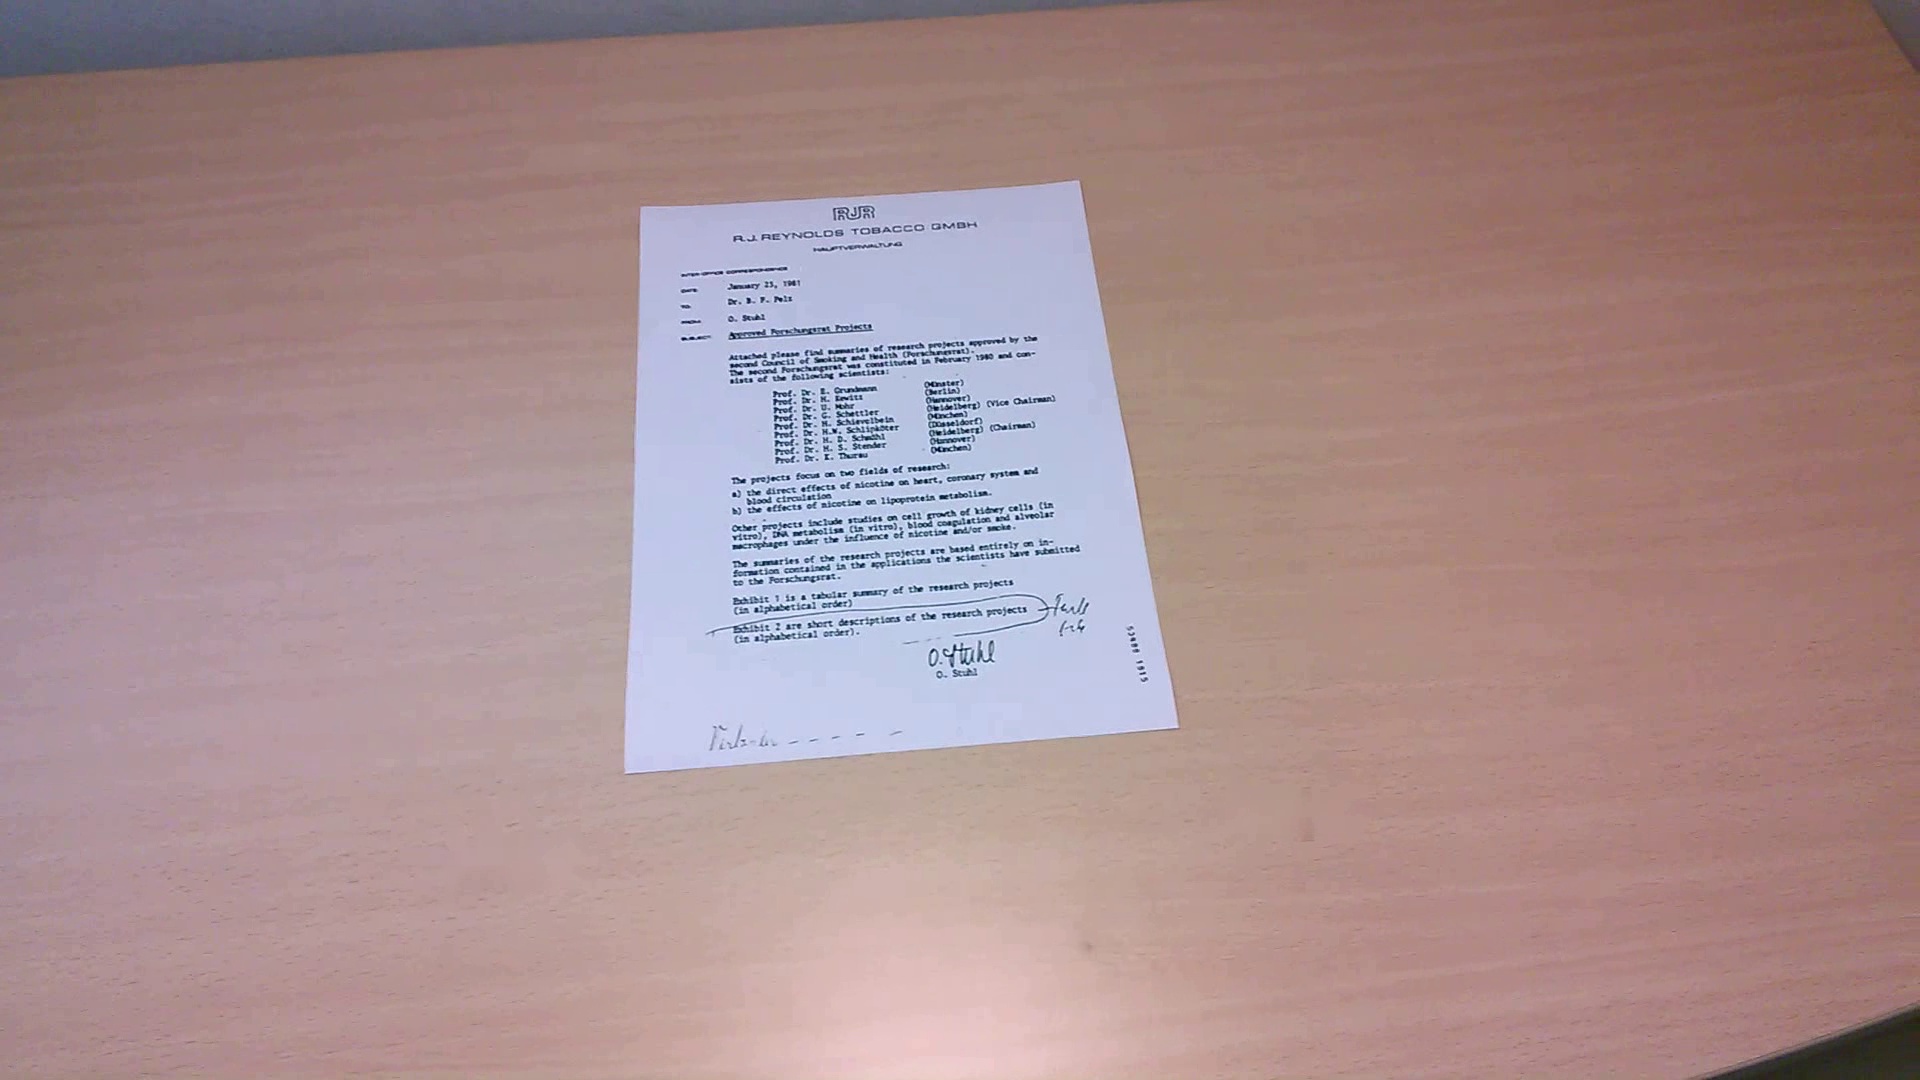 RJR
R.J. REYNOLDS TOBACCO GMBH
HAUPTVERWALTUNG
INTER-OFFICE CORRESPONDENCE
DATE: January 23, 1981
TO: Dr. B. F. Pelz
FROM: O. Stuhl
SUBJECT: Approved Forschungsrat Projects
Attached please find summaries of research projects approved by the
second Council of Smoking and Health (Forschungsrat).
The second Forschungsrat was constituted in February 1980 and con-
sists of the following scientists:
Prof. Dr. E. Grundmann (Münster)
Prof. Dr. H. Kewitz (Berlin)
Prof. Dr. U. Mohr (Hannover)
Prof. Dr. G. Schettler (Heidelberg) (Vice Chairman)
Prof. Dr. H. Schievelbein (München)
Prof. Dr. H.W. Schlipköter (Düsseldorf)
Prof. Dr. H. D. Schmähl (Heidelberg) (Chairman)
Prof. Dr. H. S. Stender (Hannover)
Prof. Dr. K. Thurau (München)
The projects focus on two fields of research:
a) the direct effects of nicotine on heart, coronary system and
blood circulation
b) the effects of nicotine on lipoprotein metabolism.
Other projects include studies on cell growth of kidney cells (in
vitro), DNA metabolism (in vitro), blood coagulation and alveolar
macrophages under the influence of nicotine and/or smoke.
The summaries of the research projects are based entirely on in-
formation contained in the applications the scientists have submitted
to the Forschungsrat.
Exhibit 1 is a tabular summary of the research projects
(in alphabetical order)
Exhibit 2 are short descriptions of the research projects
(in alphabetical order).
O. Stuhl
O. Stuhl